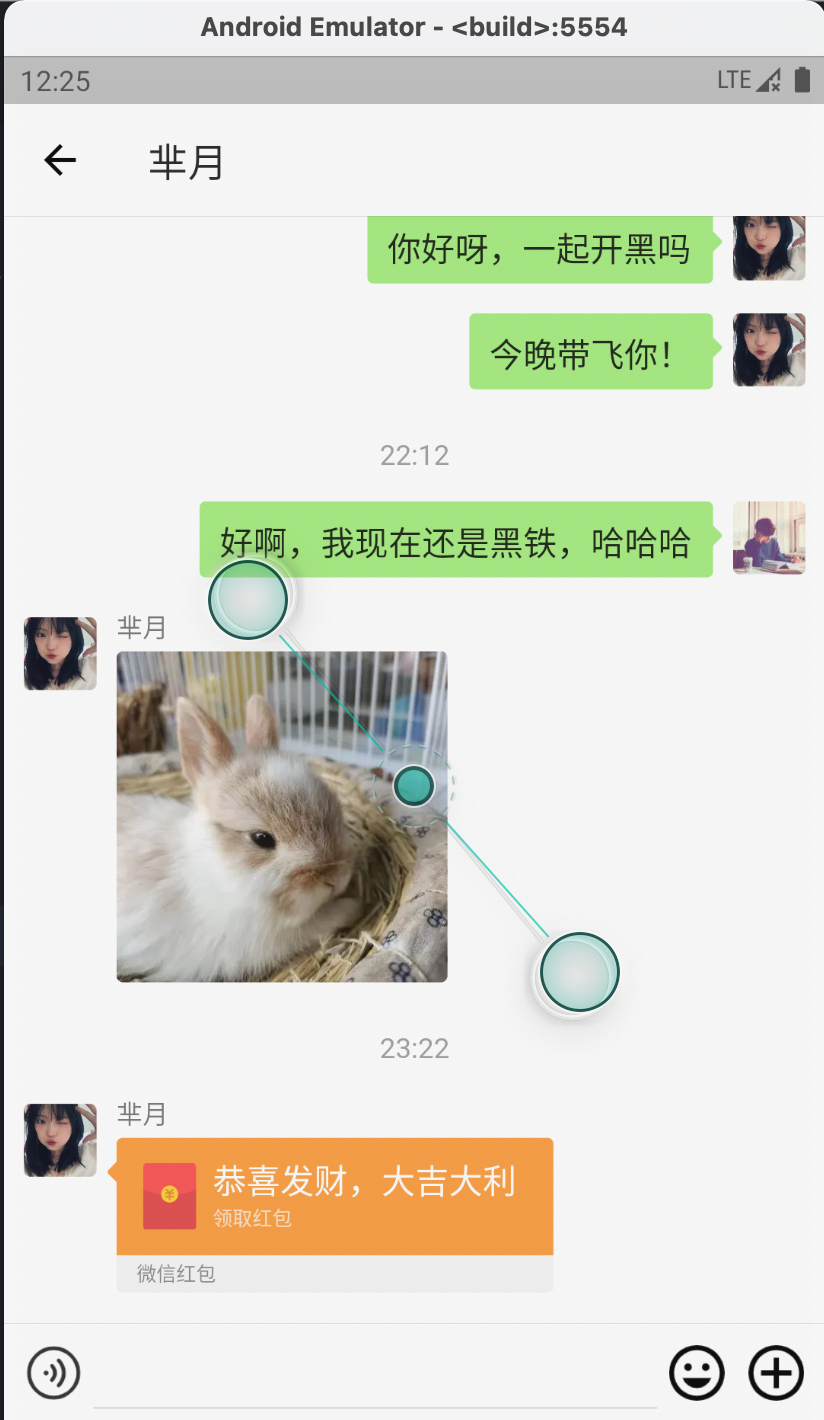 Android Emulator - <build>:5554
12:25
LTE
芈月
你好呀，一起开黑吗
今晚带飞你！
22:12
好啊，我现在还是黑铁，哈哈哈
芈月
23:22
芈月
恭喜发财，大吉大利
领取红包
微信红包